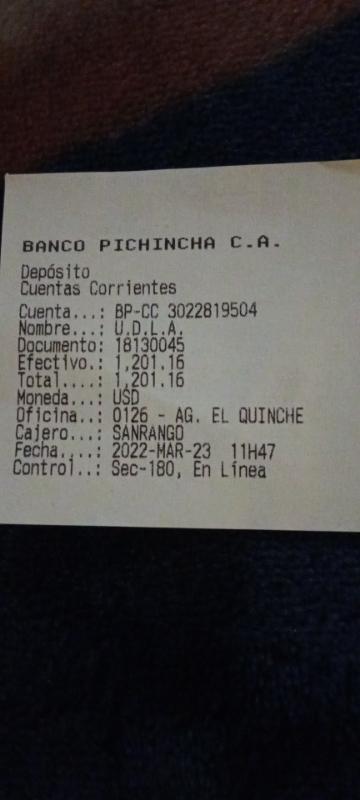 BANCO PICHINCHA C.A.
Depósito
Cuentas Corrientes
Cuenta...: BP-CC 3022819504
Nombre...: U.D.L.A.
Documento: 18130045
Efectivo.: 1,201.16
Total....: 1,201.16
Moneda...: USD
Oficina..: 0126 - AG. EL QUINCHE
Cajero...: SANRANGO
Fecha....: 2022-MAR-23 11H47
Control..: Sec-180, En Línea